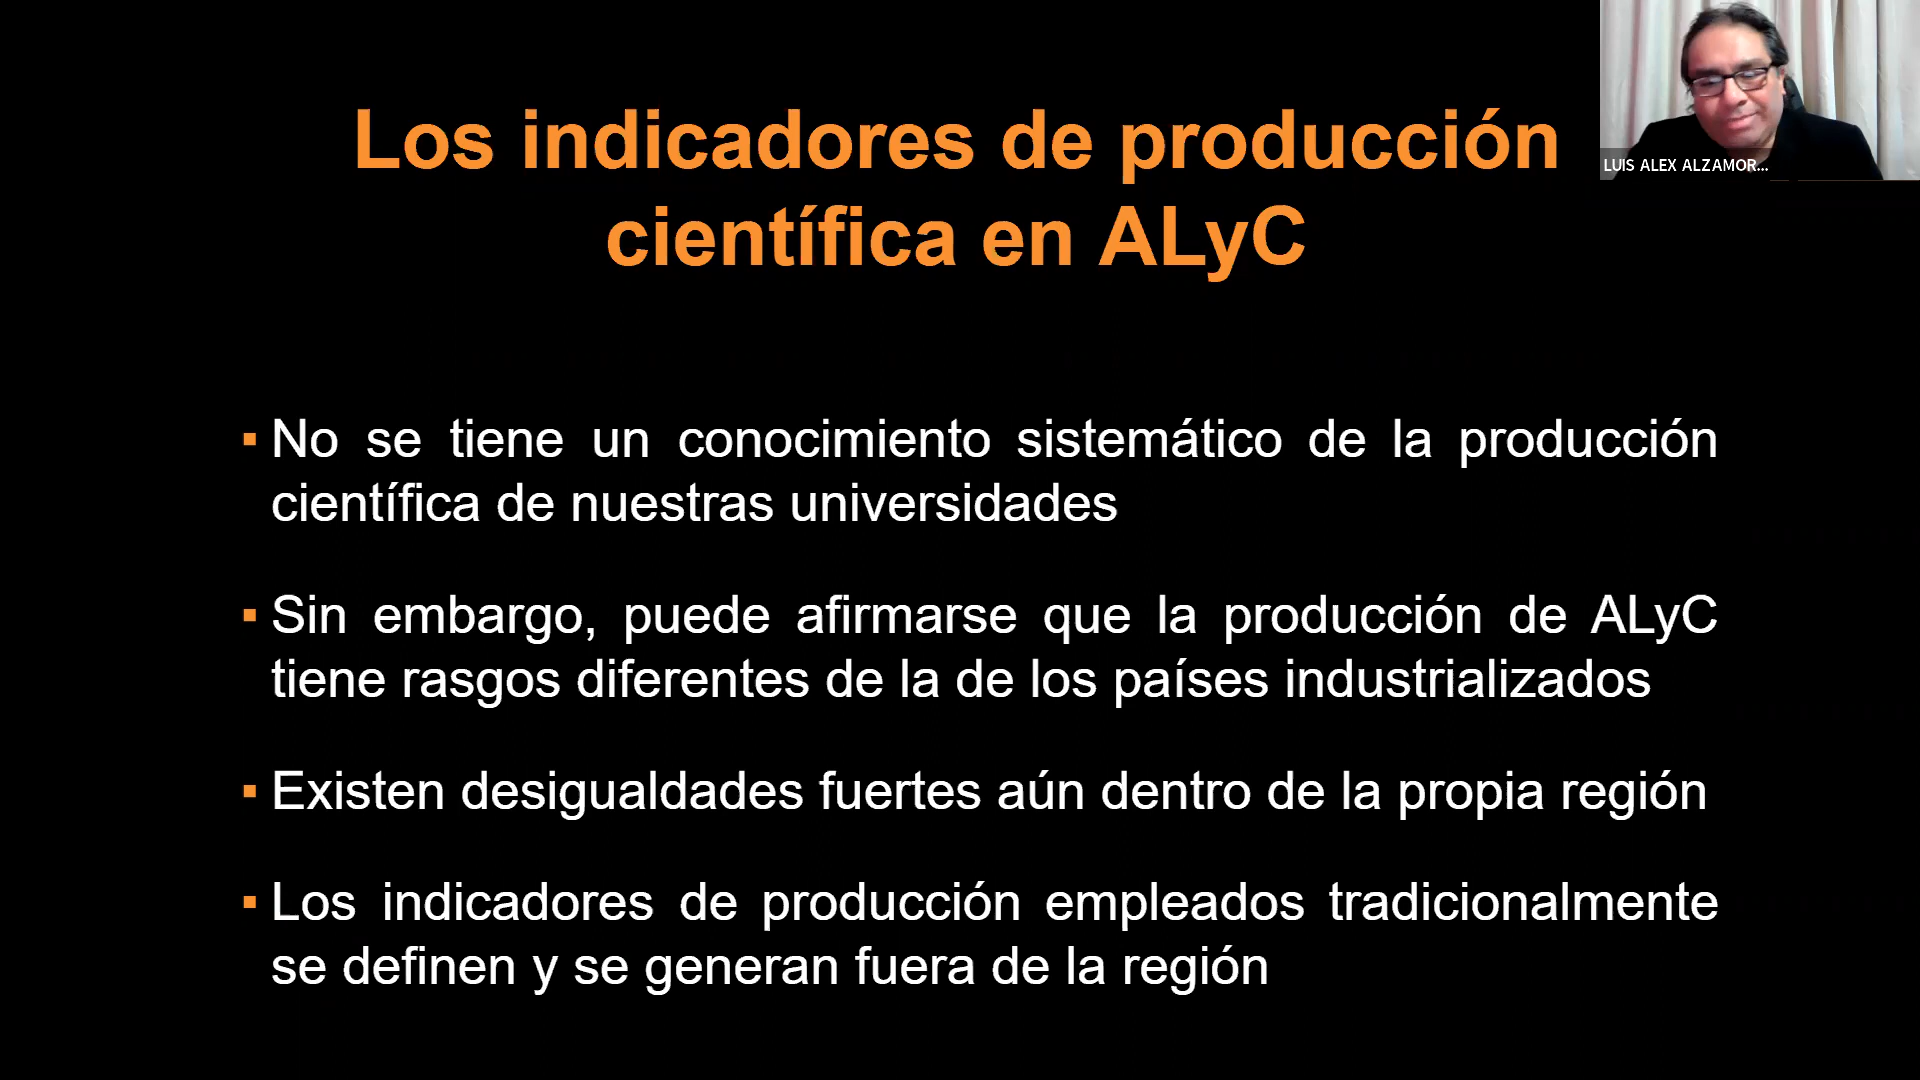 Los indicadores de producción
científica en ALyC
LUIS ALEX ALZAMOR...
▪ No se tiene un conocimiento sistemático de la producción
científica de nuestras universidades
▪ Sin embargo, puede afirmarse que la producción de ALyC
tiene rasgos diferentes de la de los países industrializados
▪ Existen desigualdades fuertes aún dentro de la propia región
▪ Los indicadores de producción empleados tradicionalmente
se definen y se generan fuera de la región